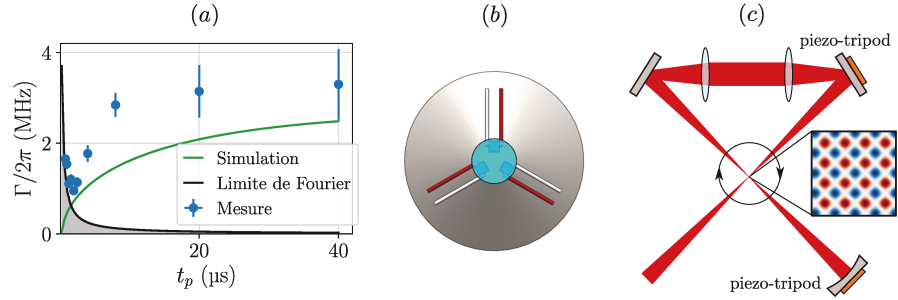 (a)
(b)
(c)
Γ/2π (MHz)
4
2
0
Simulation
Limite de Fourier
Mesure
0
20
40
t_p (µs)
piezo-tripod
piezo-tripod